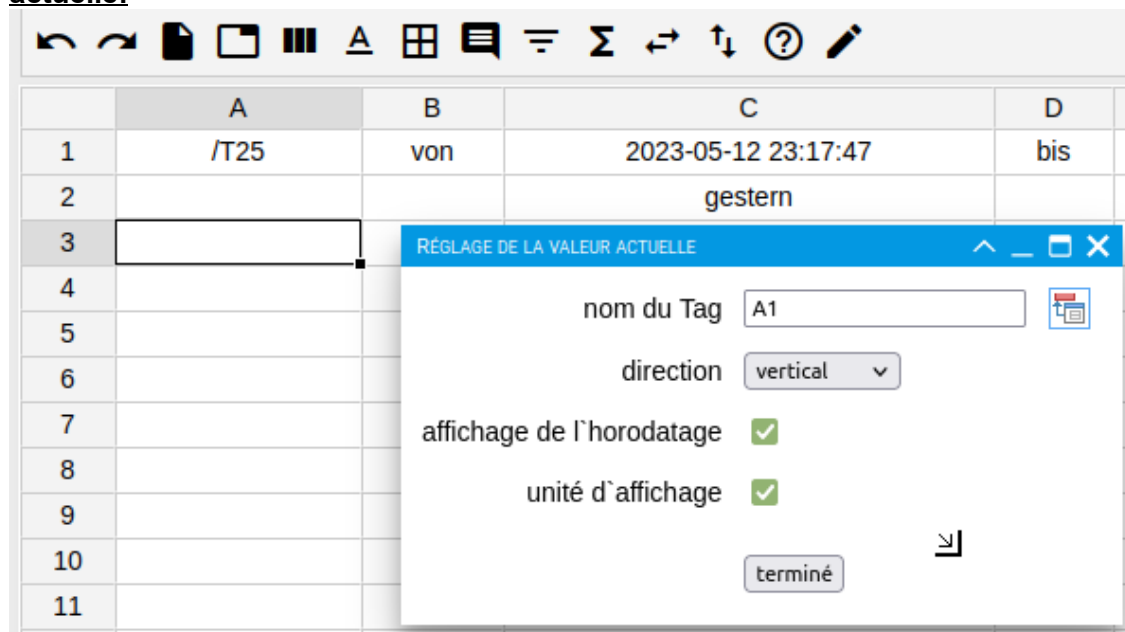 actuelle:
A B C D
1 /T25 von 2023-05-12 23:17:47 bis
2 gestern
3
RÉGLAGE DE LA VALEUR ACTUELLE
4
nom du Tag A1
5
6
direction vertical
7
affichage de l`horodatage
8
unité d`affichage
9
10
terminé
11